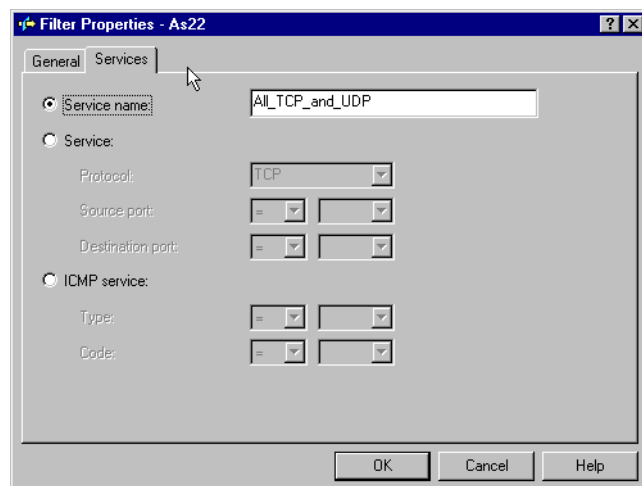 Filter Properties - As22
General Services
Service name: All_TCP_and_UDP
Service:
Protocol: TCP
Source port: =
Destination port: =
ICMP service:
Type: =
Code: =
OK Cancel Help